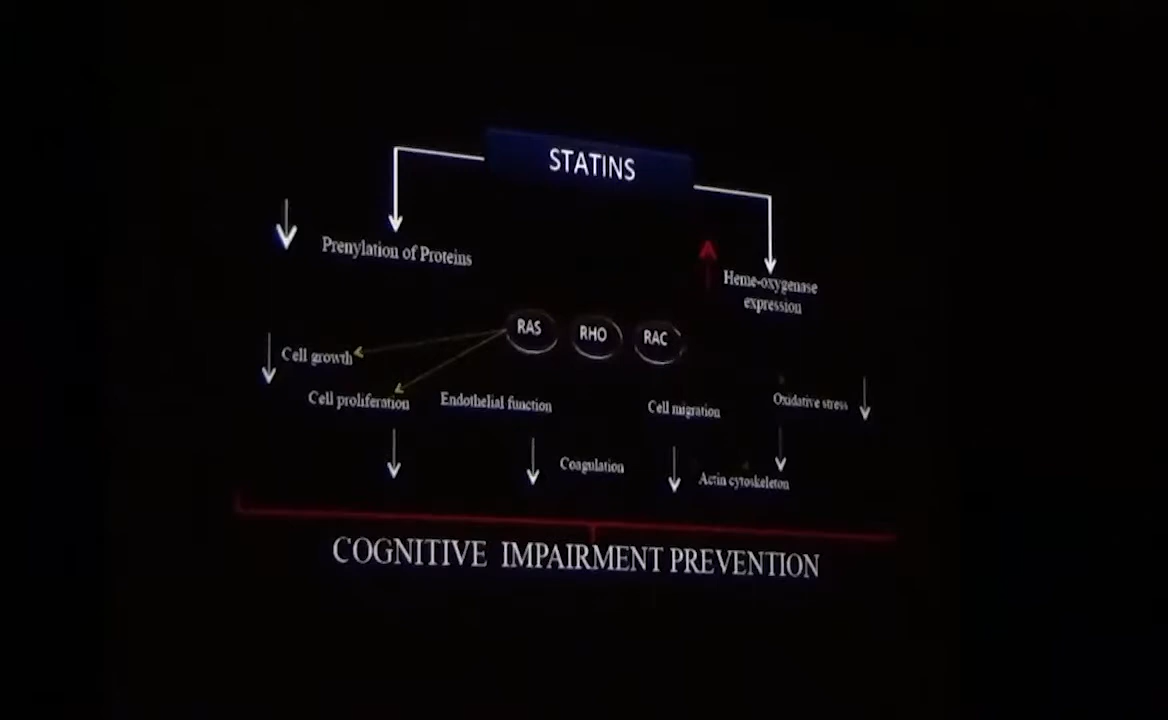 STATINS
Prenylation of Proteins
Heme-oxygenase
expression
RAS
RHO
RAC
Cell growth
Cell proliferation
Endothelial function
Cell migration
Oxidative stress
Coagulation
Actin cytoskeleton
COGNITIVE IMPAIRMENT PREVENTION